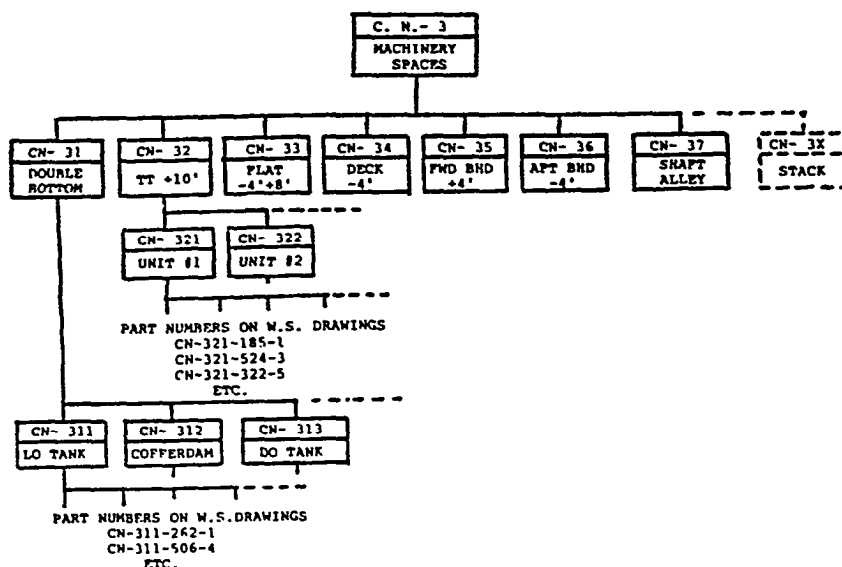 C. N.- 3
MACHINERY
SPACES
CN- 31
DOUBLE
BOTTOM
CN- 32
TT +10'
CN- 33
FLAT
-4'+8'
CN- 34
DECK
-4'
CN- 35
FWD BHD
+4'
CN- 36
AFT BHD
-4'
CN- 37
SHAFT
ALLEY
CN- 3X
STACK
CN- 321
UNIT #1
CN- 322
UNIT #2
PART NUMBERS ON W.S. DRAWINGS
CN-321-185-1
CN-321-524-3
CN-321-322-5
ETC.
CN- 311
LO TANK
CN- 312
COFFERDAM
CN- 313
DO TANK
PART NUMBERS ON W.S.DRAWINGS
CN-311-262-1
CN-311-506-4
ETC.